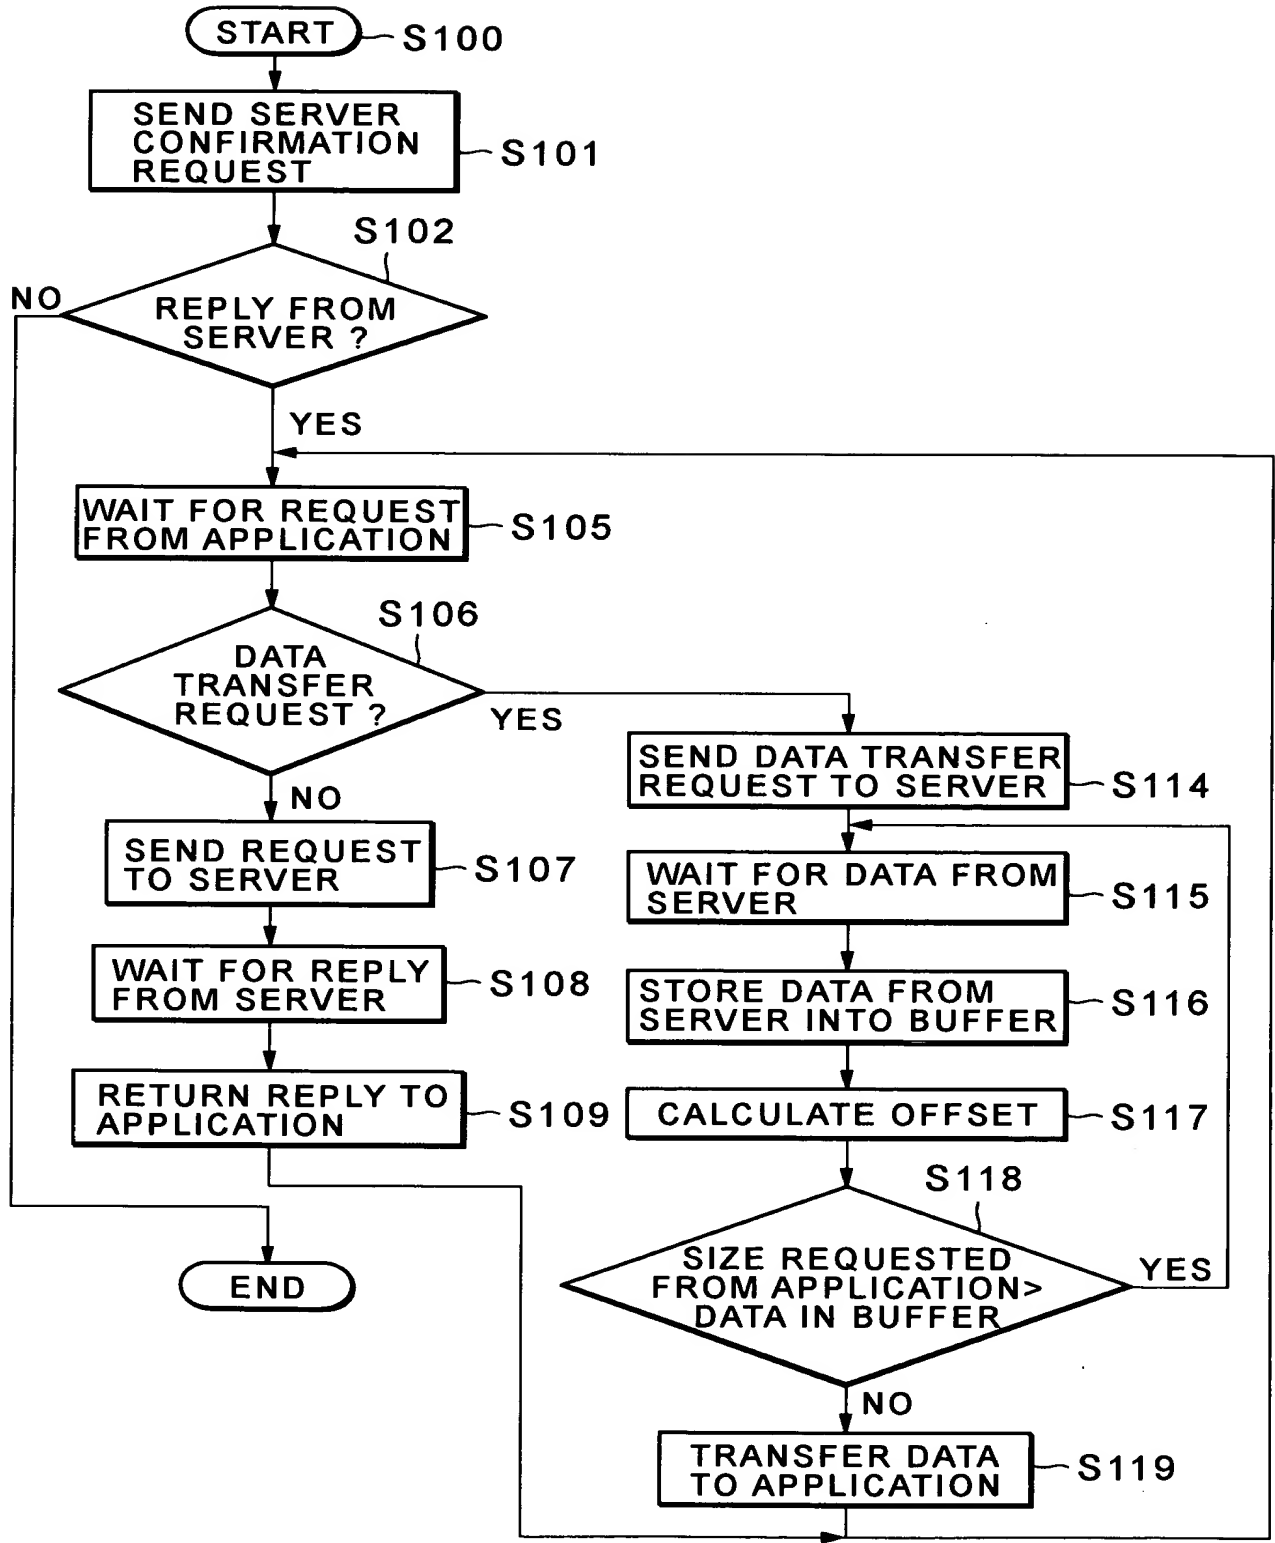 START
S100
SEND SERVER
CONFIRMATION
REQUEST
S101
S102
REPLY FROM
SERVER ?
NO
YES
WAIT FOR REQUEST
FROM APPLICATION
S105
S106
DATA
TRANSFER
REQUEST ?
YES
NO
SEND REQUEST
TO SERVER
S107
WAIT FOR REPLY
FROM SERVER
S108
RETURN REPLY TO
APPLICATION
S109
END
SEND DATA TRANSFER
REQUEST TO SERVER
S114
WAIT FOR DATA FROM
SERVER
S115
STORE DATA FROM
SERVER INTO BUFFER
S116
CALCULATE OFFSET
S117
S118
SIZE REQUESTED
FROM APPLICATION>
DATA IN BUFFER
YES
NO
TRANSFER DATA
TO APPLICATION
S119